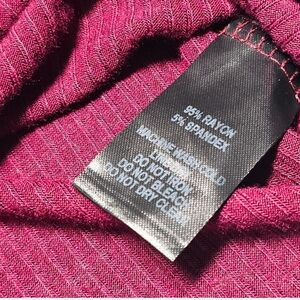 95% RAYON
5% SPANDEX
MACHINE WASH COLD
DO NOT IRON
DO NOT BLEACH
DO NOT DRY CLEAN